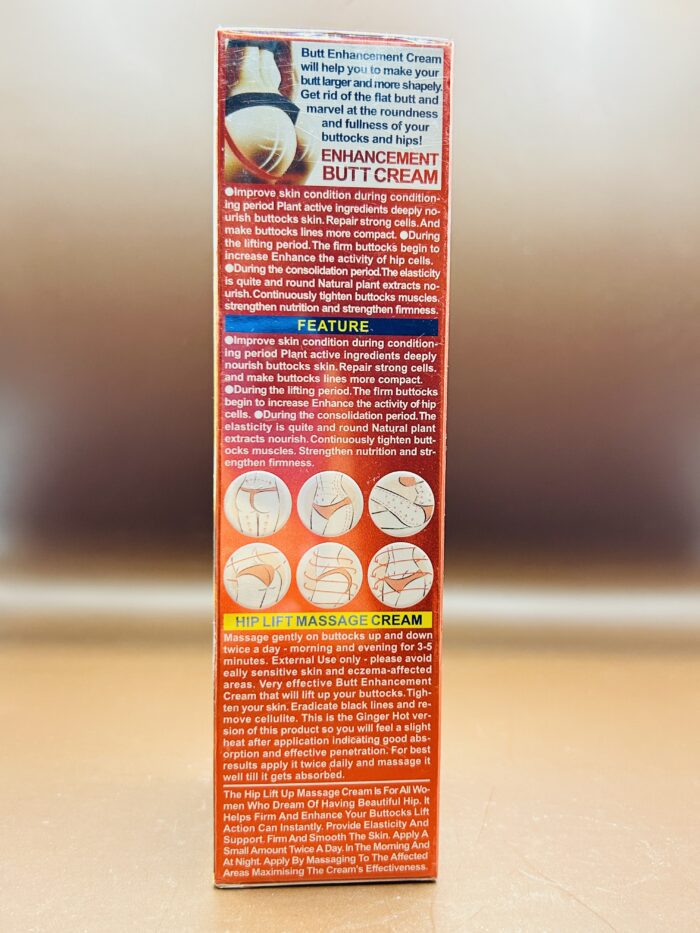 Butt Enhancement Cream
will help you to make your
butt larger and more shapely.
Get rid of the flat butt and
marvel at the roundness
and fullness of your
buttocks and hips!
ENHANCEMENT
BUTT CREAM
●Improve skin condition during condition-
ing period Plant active ingredients deeply no-
urish buttocks skin. Repair strong cells. And
make buttocks lines more compact. ●During
the lifting period. The firm buttocks begin to
increase Enhance the activity of hip cells.
●During the consolidation period. The elasticity
is quite and round Natural plant extracts no-
urish. Continuously tighten buttocks muscles.
strengthen nutrition and strengthen firmness.
FEATURE
●Improve skin condition during condition-
ing period Plant active ingredients deeply
nourish buttocks skin. Repair strong cells.
and make buttocks lines more compact.
●During the lifting period. The firm buttocks
begin to increase Enhance the activity of hip
cells. ●During the consolidation period. The
elasticity is quite and round Natural plant
extracts nourish. Continuously tighten butt-
ocks muscles. Strengthen nutrition and str-
engthen firmness.
HIP LIFT MASSAGE CREAM
Massage gently on buttocks up and down
twice a day - morning and evening for 3-5
minutes. External Use only - please avoid
eally sensitive skin and eczema-affected
areas. Very effective Butt Enhancement
Cream that will lift up your buttocks. Tigh-
ten your skin. Eradicate black lines and re-
move cellulite. This is the Ginger Hot ver-
sion of this product so you will feel a slight
heat after application indicating good abs-
orption and effective penetration. For best
results apply it twice daily and massage it
well till it gets absorbed.
The Hip Lift Up Massage Cream Is For All Wo-
men Who Dream Of Having Beautiful Hip. It
Helps Firm And Enhance Your Buttocks Lift
Action Can Instantly. Provide Elasticity And
Support. Firm And Smooth The Skin. Apply A
Small Amount Twice A Day. In The Morning And
At Night. Apply By Massaging To The Affected
Areas Maximising The Cream's Effectiveness.